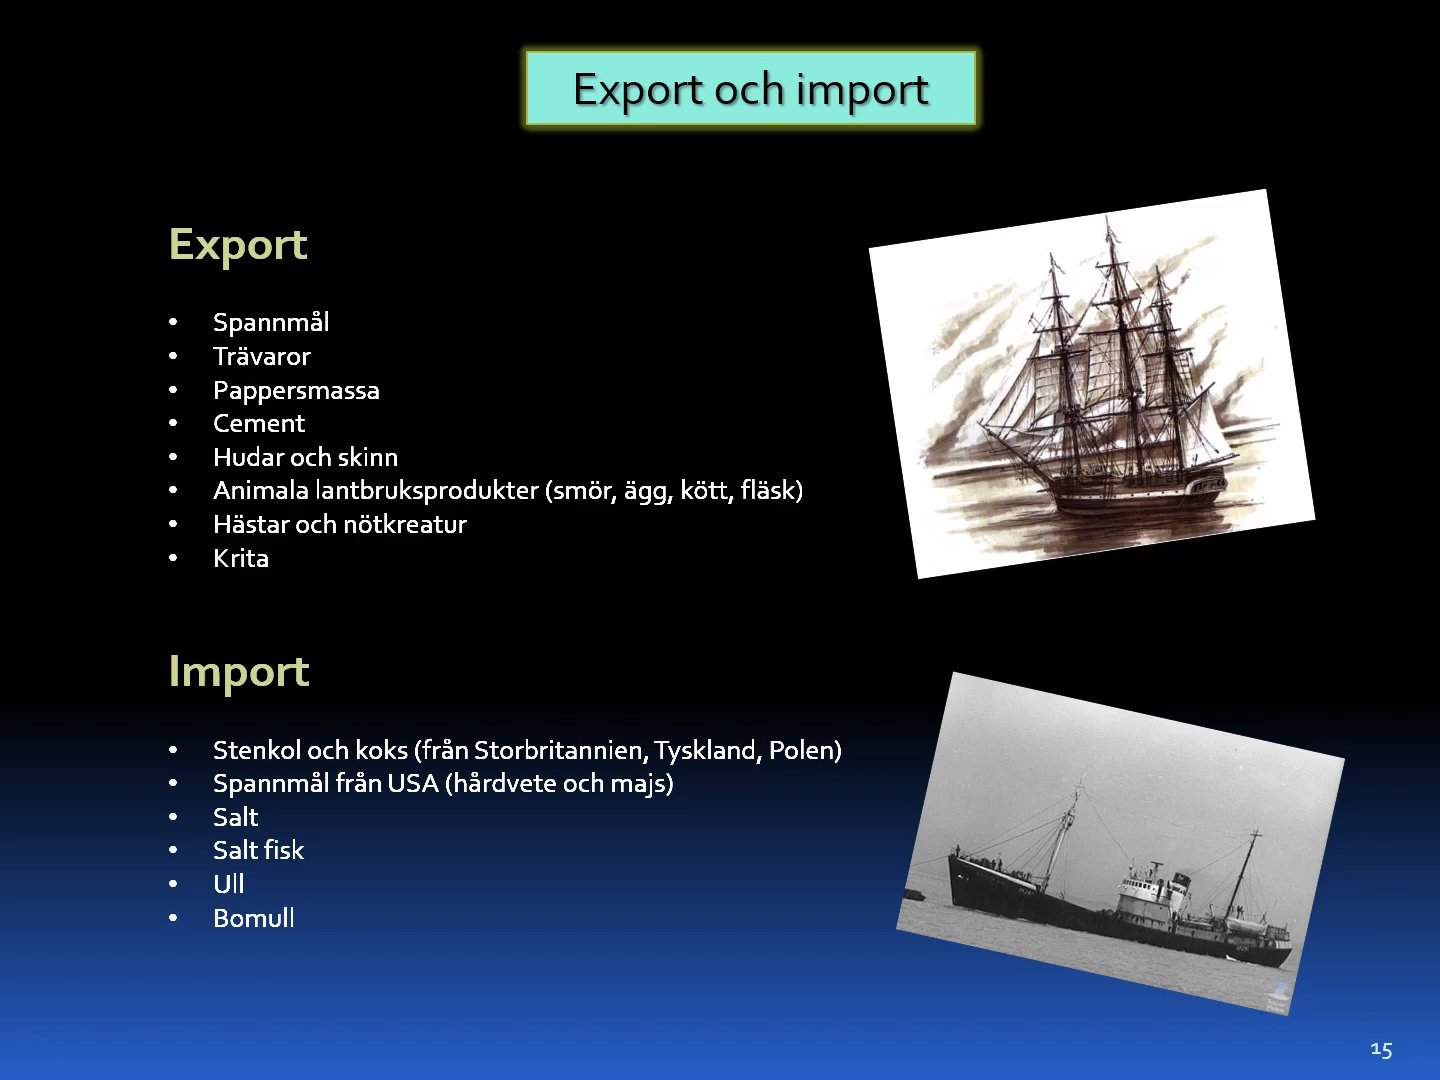 Export och import
Export
• Spannmål
• Trävaror
• Pappersmassa
• Cement
• Hudar och skinn
• Animala lantbruksprodukter (smör, ägg, kött, fläsk)
• Hästar och nötkreatur
• Krita
Import
• Stenkol och koks (från Storbritannien, Tyskland, Polen)
• Spannmål från USA (hårdvete och majs)
• Salt
• Salt fisk
• Ull
• Bomull
15